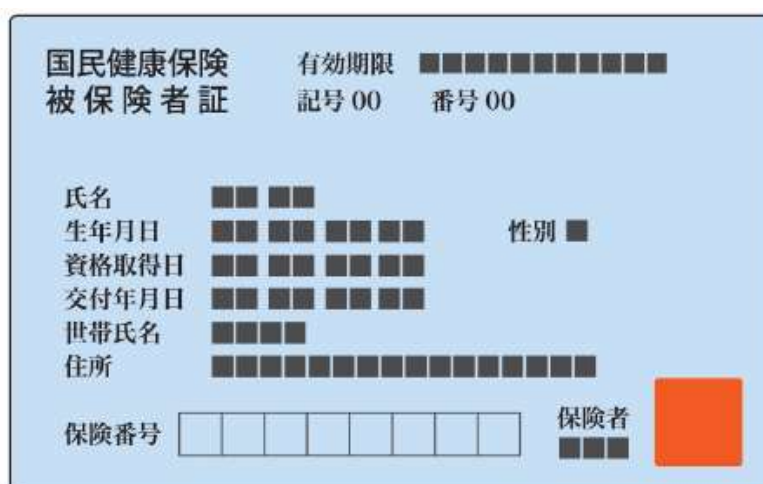 国民健康保険
被保険者証
有効期限 ■■■■■■■■■■■
記号 00 番号 00
氏名 ■■ ■■
生年月日 ■■ ■■ ■■ ■■ 性別 ■
資格取得日 ■■ ■■ ■■ ■■
交付年月日 ■■ ■■ ■■ ■■
世帯氏名 ■■■■
住所 ■■■■■■■■■■■■■■■■
保険番号
保険者
■■■